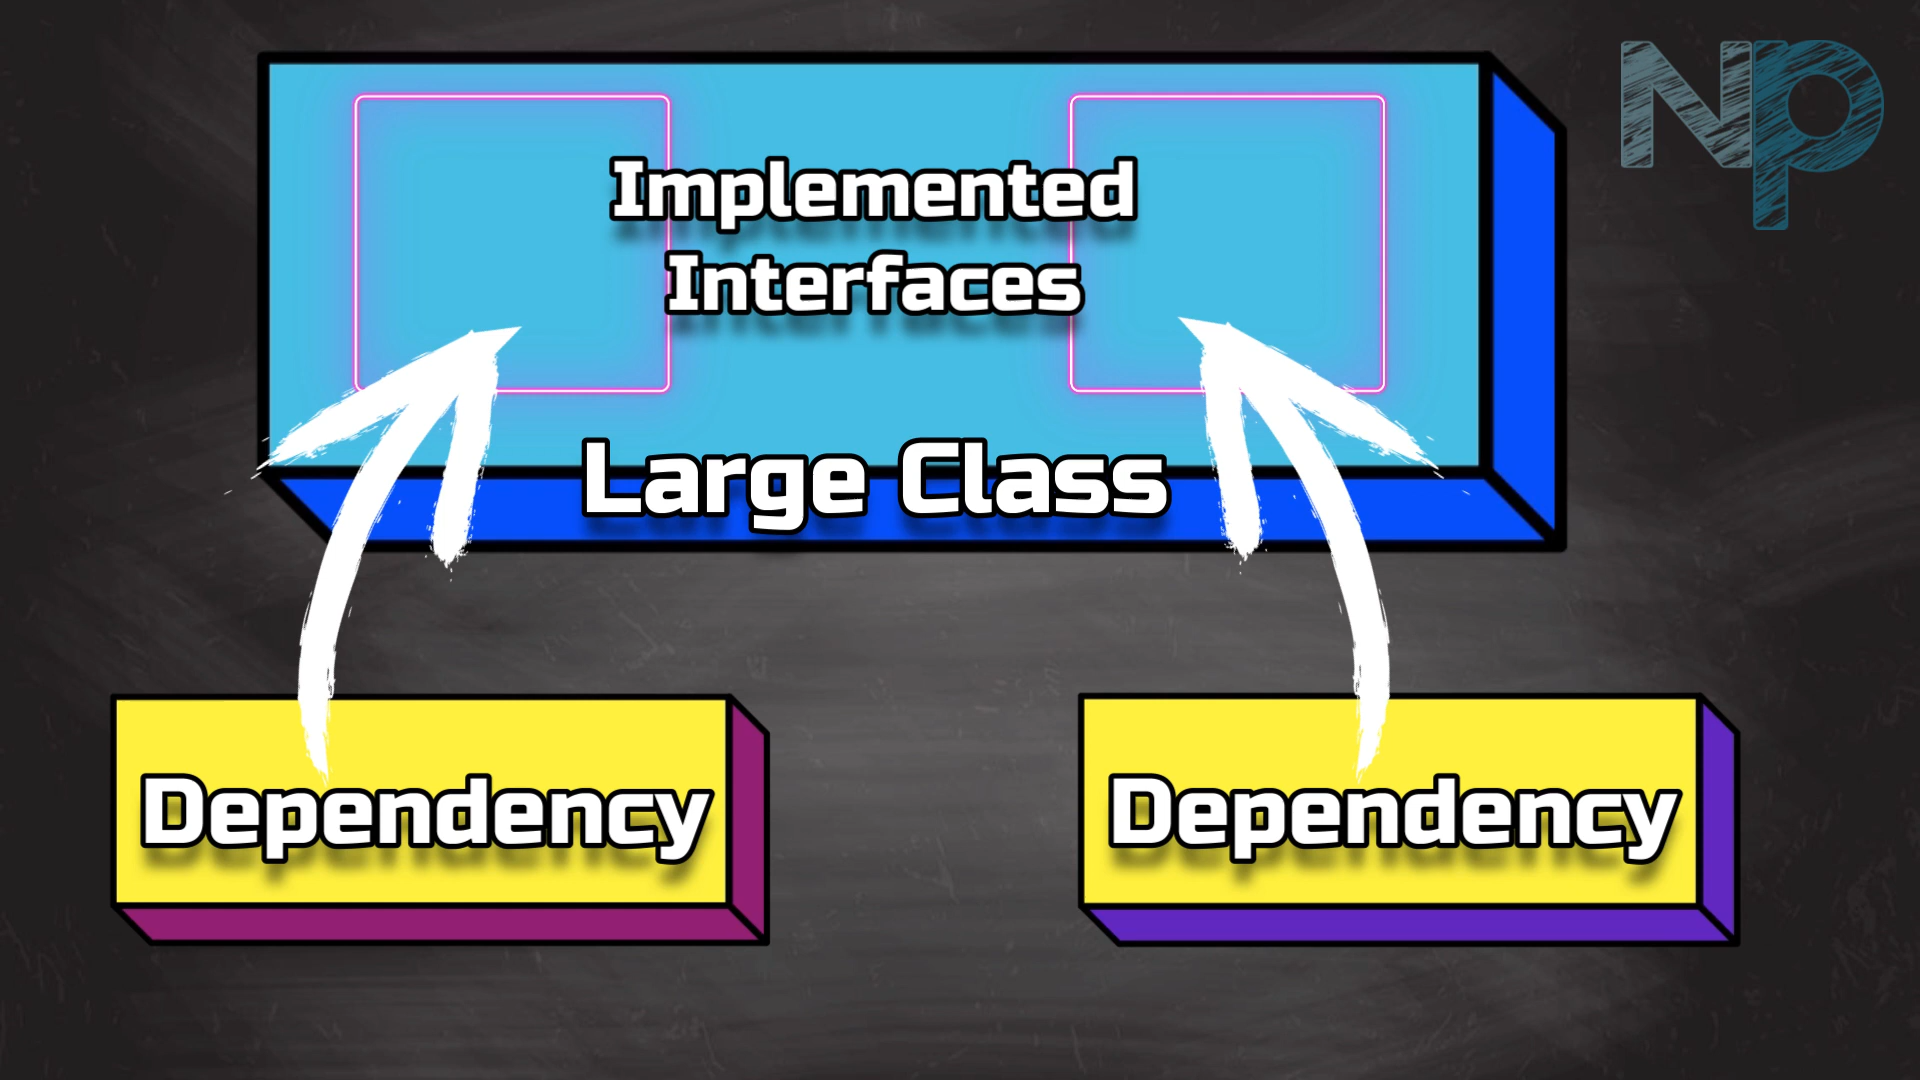 NP
Implemented
Interfaces
Large Class
Dependency
Dependency